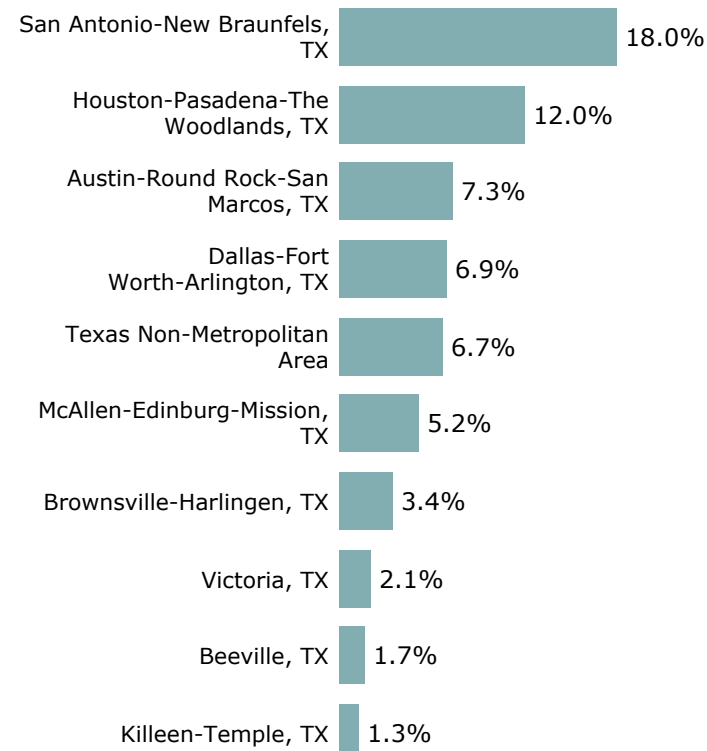 San Antonio-New Braunfels,
TX
18.0%
Houston-Pasadena-The
Woodlands, TX
12.0%
Austin-Round Rock-San
Marcos, TX
7.3%
Dallas-Fort
Worth-Arlington, TX
6.9%
Texas Non-Metropolitan
Area
6.7%
McAllen-Edinburg-Mission,
TX
5.2%
Brownsville-Harlingen, TX
3.4%
Victoria, TX
2.1%
Beeville, TX
1.7%
Killeen-Temple, TX
1.3%